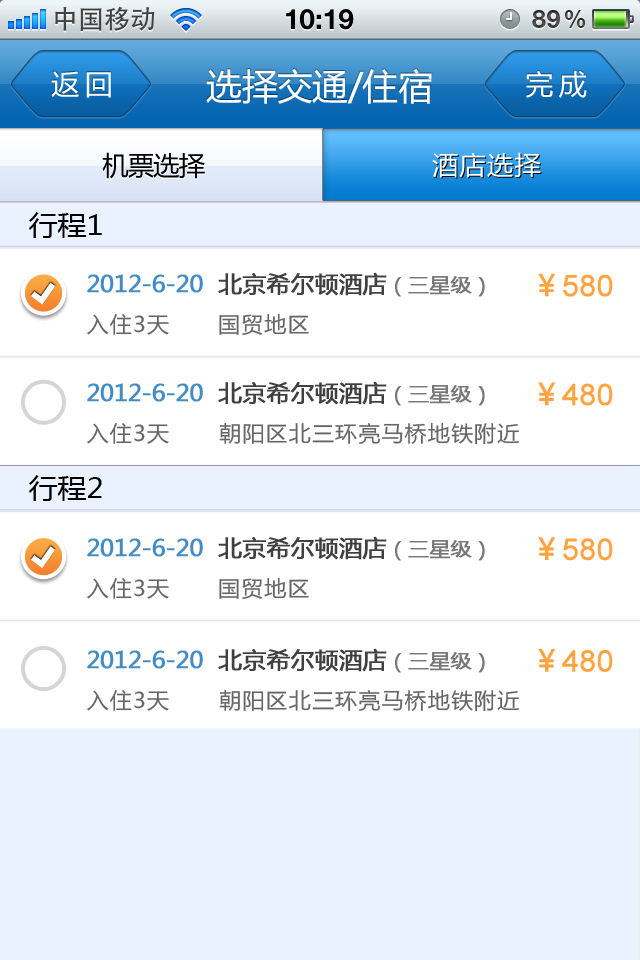 中国移动 10:19 89%
返回 选择交通/住宿 完成
机票选择 酒店选择
行程1
2012-6-20 北京希尔顿酒店（三星级） ¥580
入住3天 国贸地区
2012-6-20 北京希尔顿酒店（三星级） ¥480
入住3天 朝阳区北三环亮马桥地铁附近
行程2
2012-6-20 北京希尔顿酒店（三星级） ¥580
入住3天 国贸地区
2012-6-20 北京希尔顿酒店（三星级） ¥480
入住3天 朝阳区北三环亮马桥地铁附近